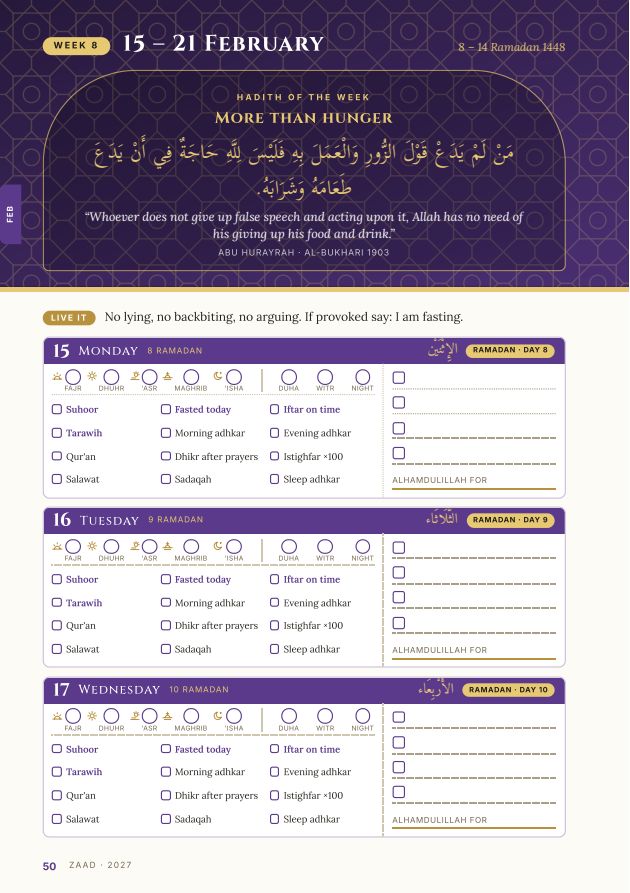 WEEK 8
15 – 21 February
8 – 14 Ramadan 1448
HADITH OF THE WEEK
More than hunger
مَنْ لَمْ يَدَعْ قَوْلَ الزُّورِ وَالْعَمَلَ بِهِ فَلَيْسَ لِلَّهِ حَاجَةٌ فِي أَنْ يَدَعَ
طَعَامَهُ وَشَرَابَهُ.
“Whoever does not give up false speech and acting upon it, Allah has no need of
his giving up his food and drink.”
ABU HURAYRAH · AL-BUKHARI 1903
FEB
LIVE IT No lying, no backbiting, no arguing. If provoked say: I am fasting.
15 Monday 8 RAMADAN الإِثْنَيْن RAMADAN · DAY 8
FAJR DHUHR 'ASR MAGHRIB 'ISHA DUHA WITR NIGHT
Suhoor Fasted today Iftar on time
Tarawih Morning adhkar Evening adhkar
Qur'an Dhikr after prayers Istighfar ×100
Salawat Sadaqah Sleep adhkar
ALHAMDULILLAH FOR
16 Tuesday 9 RAMADAN الثُّلَاثَاء RAMADAN · DAY 9
FAJR DHUHR 'ASR MAGHRIB 'ISHA DUHA WITR NIGHT
Suhoor Fasted today Iftar on time
Tarawih Morning adhkar Evening adhkar
Qur'an Dhikr after prayers Istighfar ×100
Salawat Sadaqah Sleep adhkar
ALHAMDULILLAH FOR
17 Wednesday 10 RAMADAN الأَرْبِعَاء RAMADAN · DAY 10
FAJR DHUHR 'ASR MAGHRIB 'ISHA DUHA WITR NIGHT
Suhoor Fasted today Iftar on time
Tarawih Morning adhkar Evening adhkar
Qur'an Dhikr after prayers Istighfar ×100
Salawat Sadaqah Sleep adhkar
ALHAMDULILLAH FOR
50 ZAAD · 2027